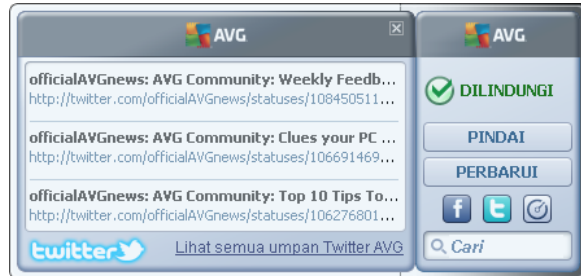 AVG
officialAVGnews: AVG Community: Weekly Feedb...
http://twitter.com/officialAVGnews/statuses/108450511...
officialAVGnews: AVG Community: Clues your PC ...
http://twitter.com/officialAVGnews/statuses/106691469...
officialAVGnews: AVG Community: Top 10 Tips To...
http://twitter.com/officialAVGnews/statuses/106276801...
twitter
Lihat semua umpan Twitter AVG
AVG
DILINDUNGI
PINDAI
PERBARUI
f t
Cari